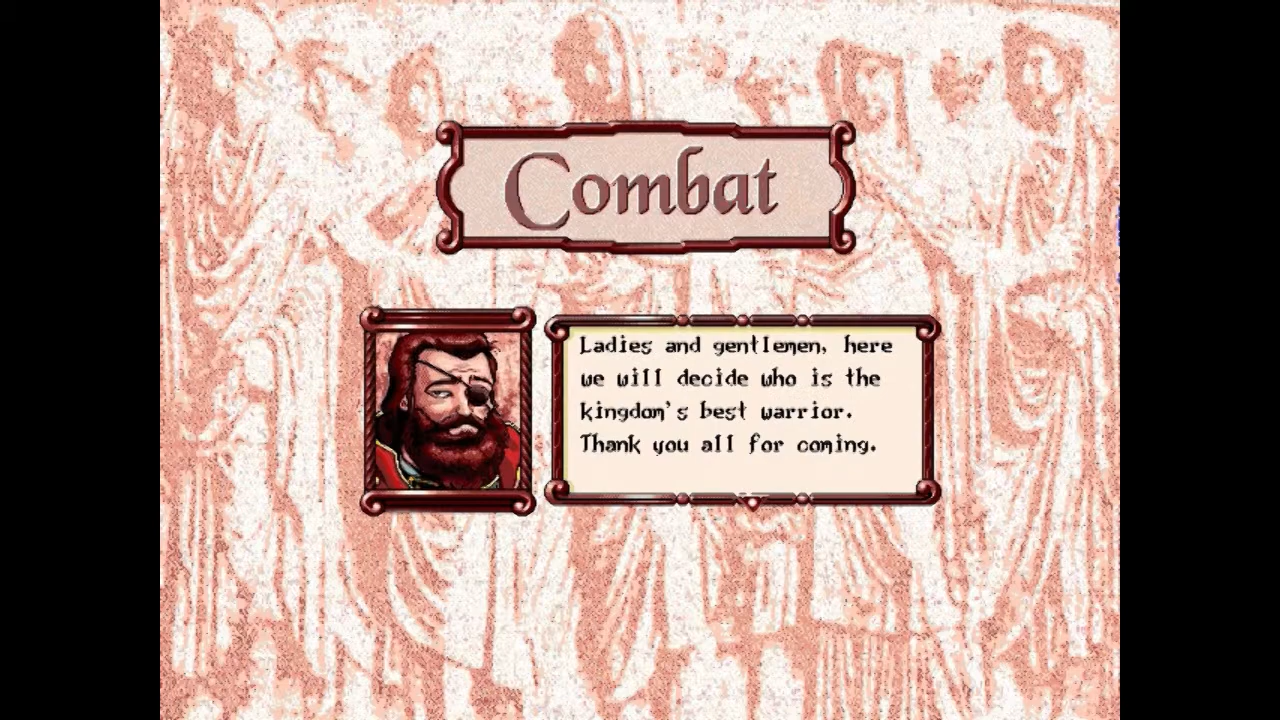 Combat
Ladies and gentlemen, here
we will decide who is the
kingdom's best warrior.
Thank you all for coming.